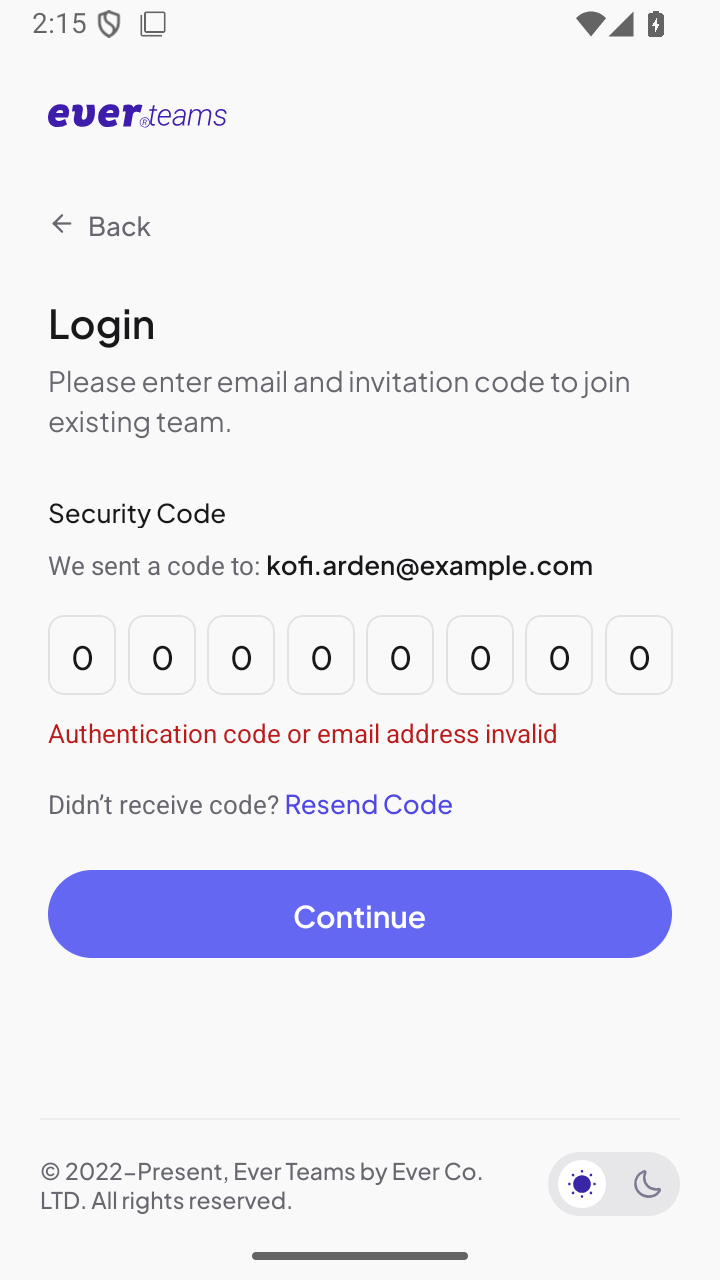 2:15
ever®teams
Back
Login
Please enter email and invitation code to join
existing team.
Security Code
We sent a code to: kofi.arden@example.com
0 0 0 0 0 0 0 0
Authentication code or email address invalid
Didn’t receive code? Resend Code
Continue
© 2022–Present, Ever Teams by Ever Co.
LTD. All rights reserved.